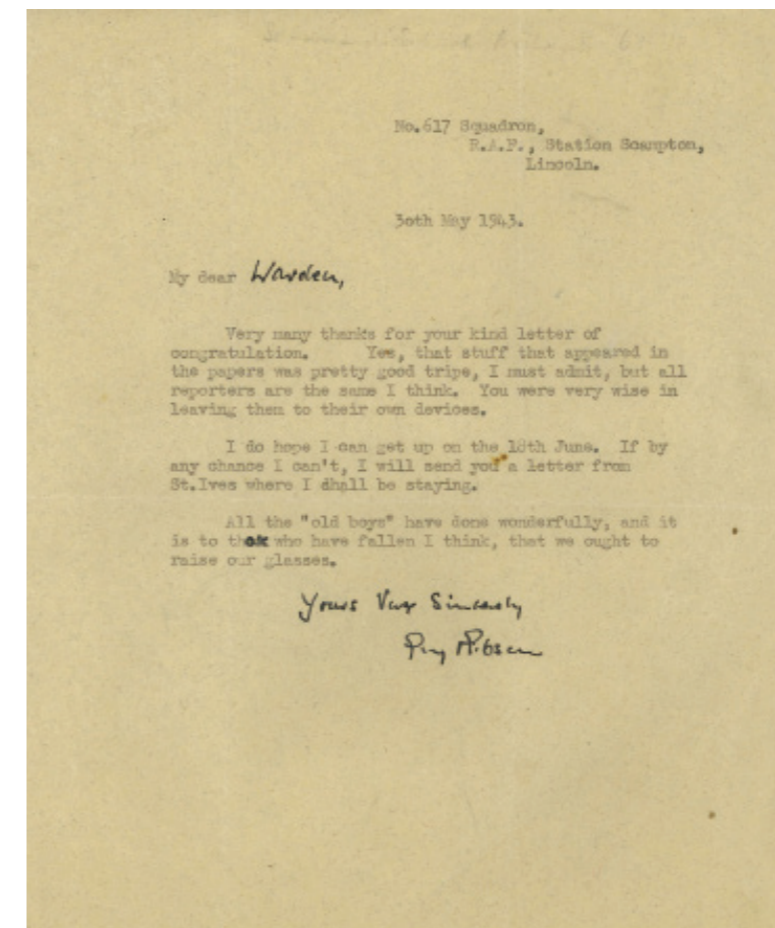 No.617 Squadron,
R.A.F., Station Scampton,
Lincoln.
30th May 1943.
My dear Warden,
Very many thanks for your kind letter of
congratulation. Yes, that stuff that appeared in
the papers was pretty good tripe, I must admit, but all
reporters are the same I think. You were very wise in
leaving them to their own devices.
I do hope I can get up on the 18th June. If by
any chance I can't, I will send you a letter from
St.Ives where I dhall be staying.
All the "old boys" have done wonderfully, and it
is to those who have fallen I think, that we ought to
raise our glasses.
Yours Very Sincerely
Guy Gibson